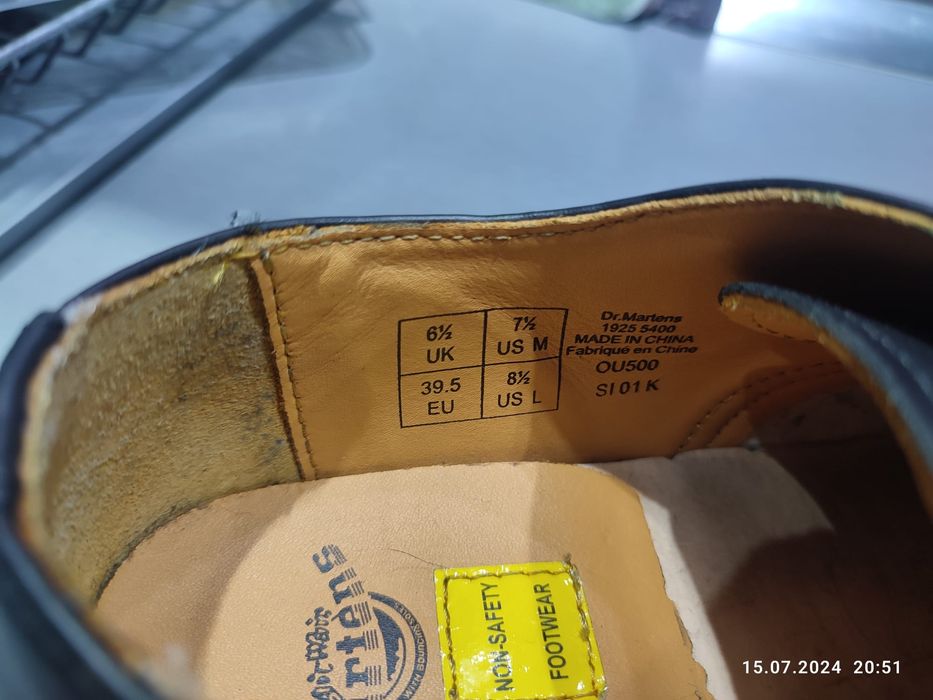 6½
UK
7½
US M
39.5
EU
8½
US L
Dr.Martens
1925 5400
MADE IN CHINA
Fabriqué en Chine
OU500
SI 01 K
NON-SAFETY
FOOTWEAR
15.07.2024 20:51